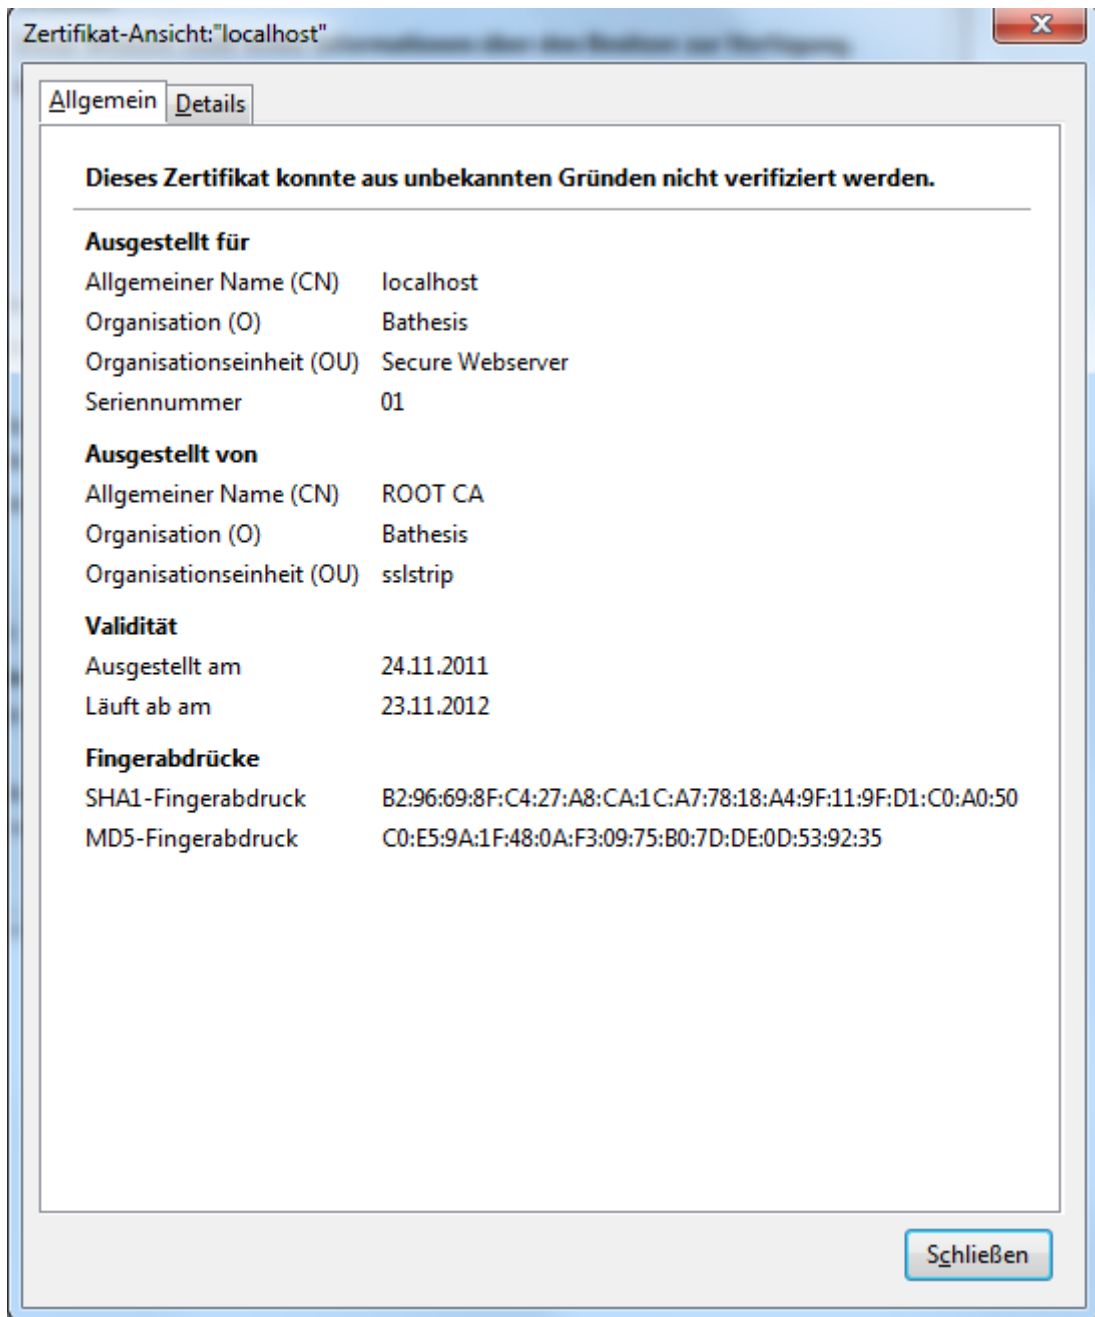 Zertifikat-Ansicht:"localhost"
Allgemein Details
Dieses Zertifikat konnte aus unbekannten Gründen nicht verifiziert werden.
Ausgestellt für
Allgemeiner Name (CN) localhost
Organisation (O) Bathesis
Organisationseinheit (OU) Secure Webserver
Seriennummer 01
Ausgestellt von
Allgemeiner Name (CN) ROOT CA
Organisation (O) Bathesis
Organisationseinheit (OU) sslstrip
Validität
Ausgestellt am 24.11.2011
Läuft ab am 23.11.2012
Fingerabdrücke
SHA1-Fingerabdruck B2:96:69:8F:C4:27:A8:CA:1C:A7:78:18:A4:9F:11:9F:D1:C0:A0:50
MD5-Fingerabdruck C0:E5:9A:1F:48:0A:F3:09:75:B0:7D:DE:0D:53:92:35
Schließen